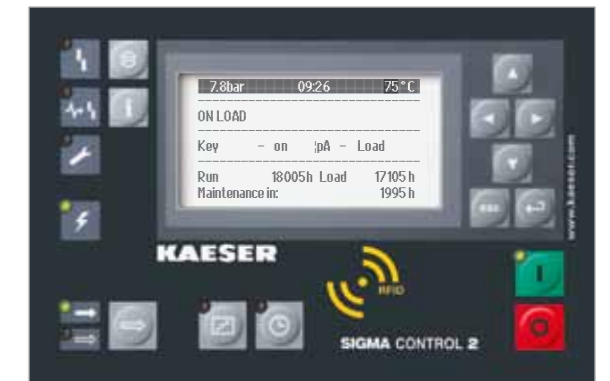 7.8bar 09:26 75°C
ON LOAD
Key - on ¦pA - Load
Run 18005h Load 17105h
Maintenance in: 1995h
esc
KAESER
RFID
SIGMA CONTROL 2
www.kaeser.com